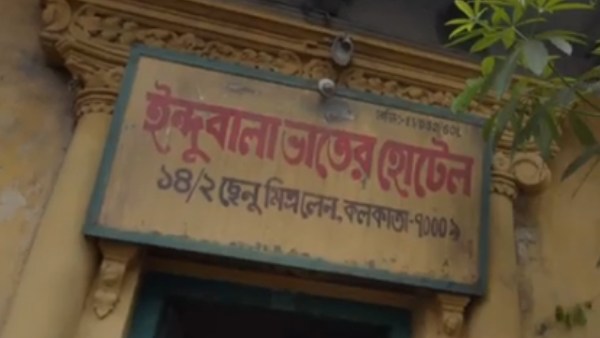 ইন্দুবালা ভাতের হোটেল
১৪/২ ছেনু মিত্র লেন, কলকাতা-৭০০০৯